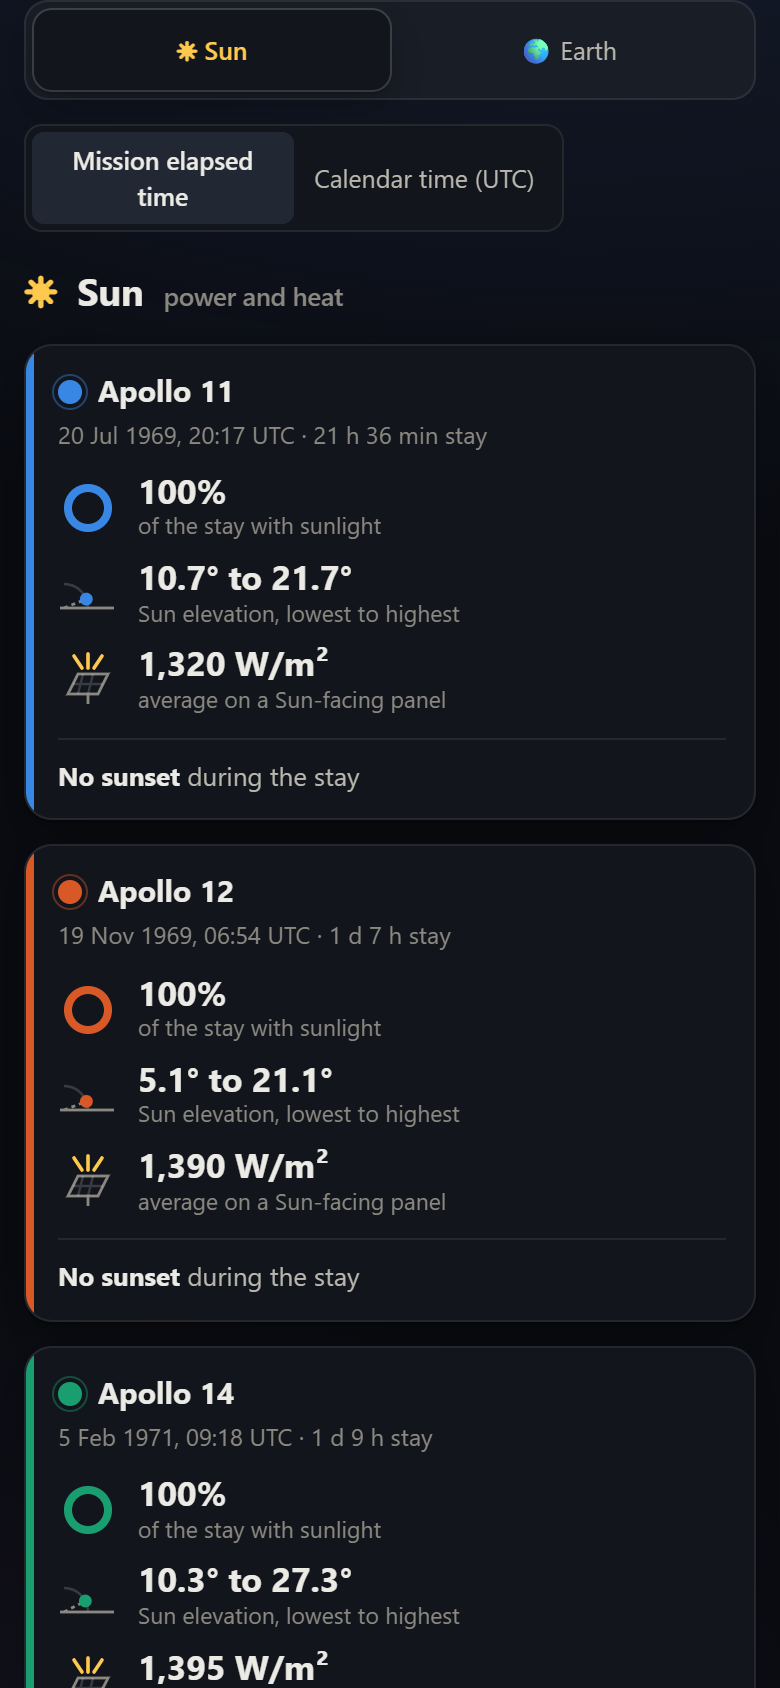 Sun
Earth
Mission elapsed
time
Calendar time (UTC)
Sun power and heat
Apollo 11
20 Jul 1969, 20:17 UTC · 21 h 36 min stay
100%
of the stay with sunlight
10.7° to 21.7°
Sun elevation, lowest to highest
1,320 W/m²
average on a Sun-facing panel
No sunset during the stay
Apollo 12
19 Nov 1969, 06:54 UTC · 1 d 7 h stay
100%
of the stay with sunlight
5.1° to 21.1°
Sun elevation, lowest to highest
1,390 W/m²
average on a Sun-facing panel
No sunset during the stay
Apollo 14
5 Feb 1971, 09:18 UTC · 1 d 9 h stay
100%
of the stay with sunlight
10.3° to 27.3°
Sun elevation, lowest to highest
1,395 W/m²